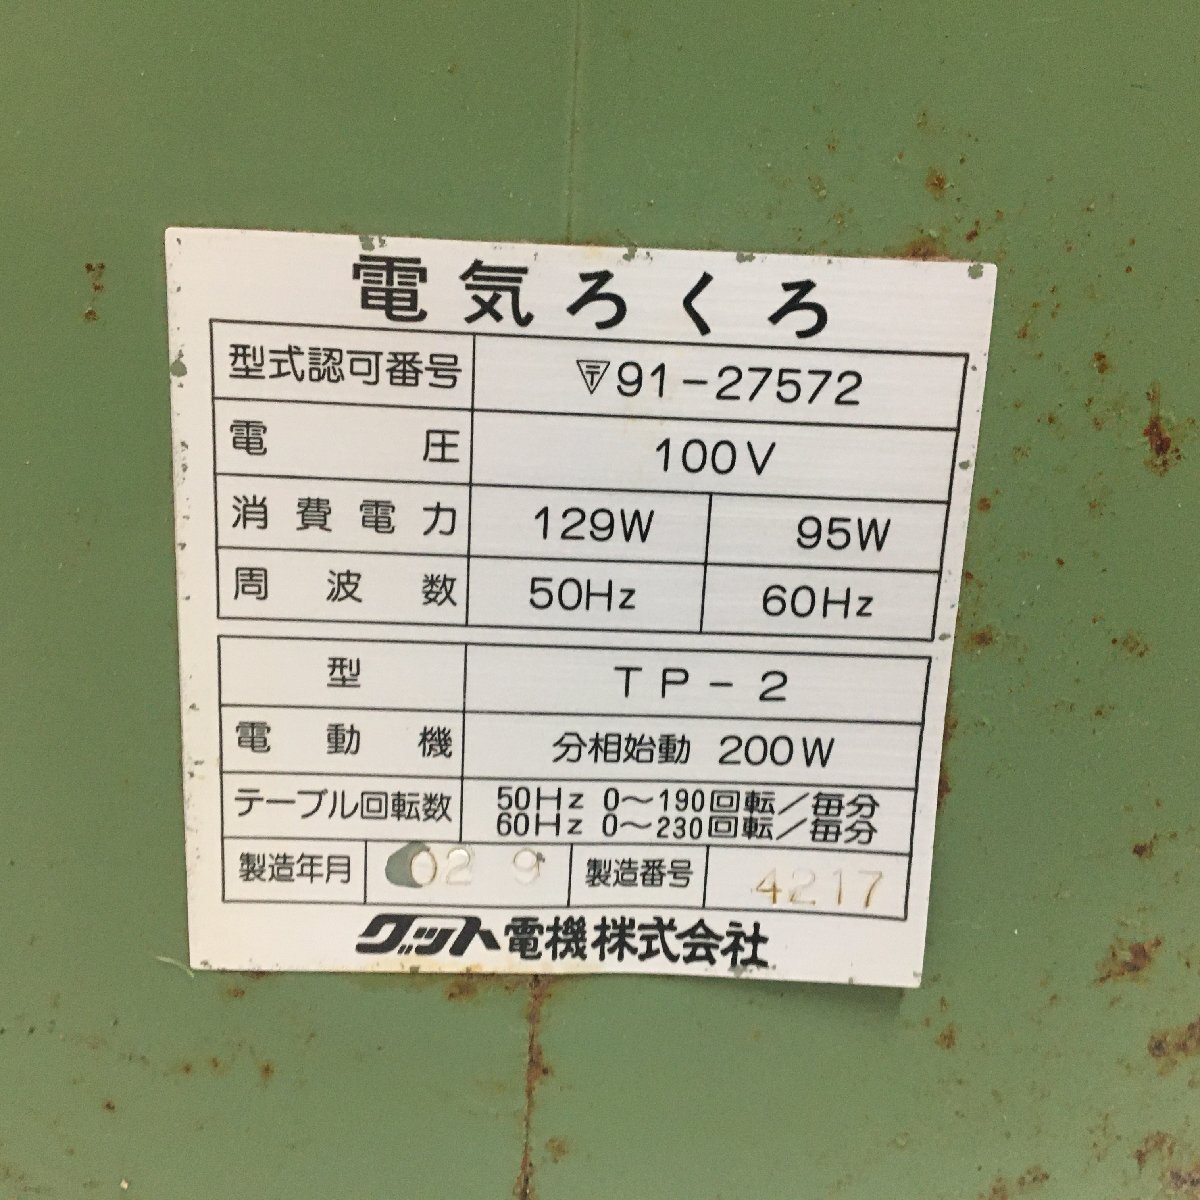 電気ろくろ
型式認可番号 〒91-27572
電圧 100V
消費電力 129W 95W
周波数 50Hz 60Hz
型 TP-2
電動機 分相始動 200W
テーブル回転数 50Hz 0〜190回転/毎分
60Hz 0〜230回転/毎分
製造年月 02 9 製造番号 4217
グット電機株式会社